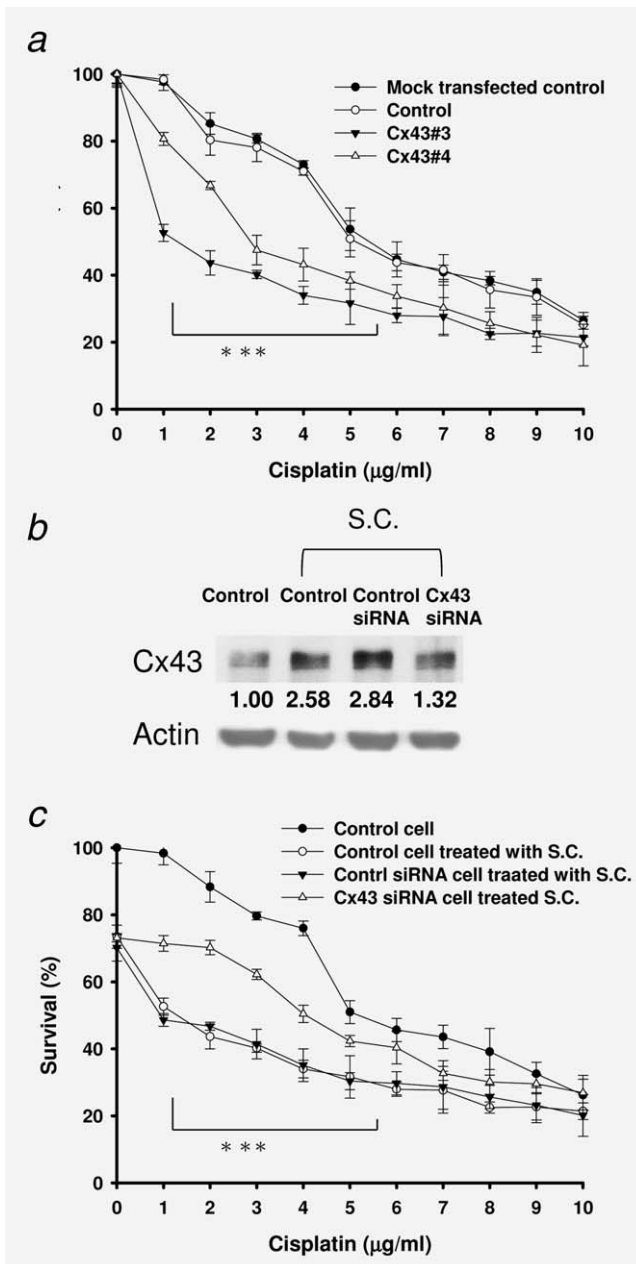 a
100
80
60
40
20
0
Mock transfected control
Control
Cx43#3
Cx43#4
***
0 1 2 3 4 5 6 7 8 9 10
Cisplatin (µg/ml)
b
S.C.
Control Control Control Cx43
siRNA siRNA
Cx43
1.00 2.58 2.84 1.32
Actin
c
Control cell
Control cell treated with S.C.
Contrl siRNA cell traated with S.C.
Cx43 siRNA cell treated S.C.
100
80
60
40
20
0
Survival (%)
***
0 1 2 3 4 5 6 7 8 9 10
Cisplatin (µg/ml)